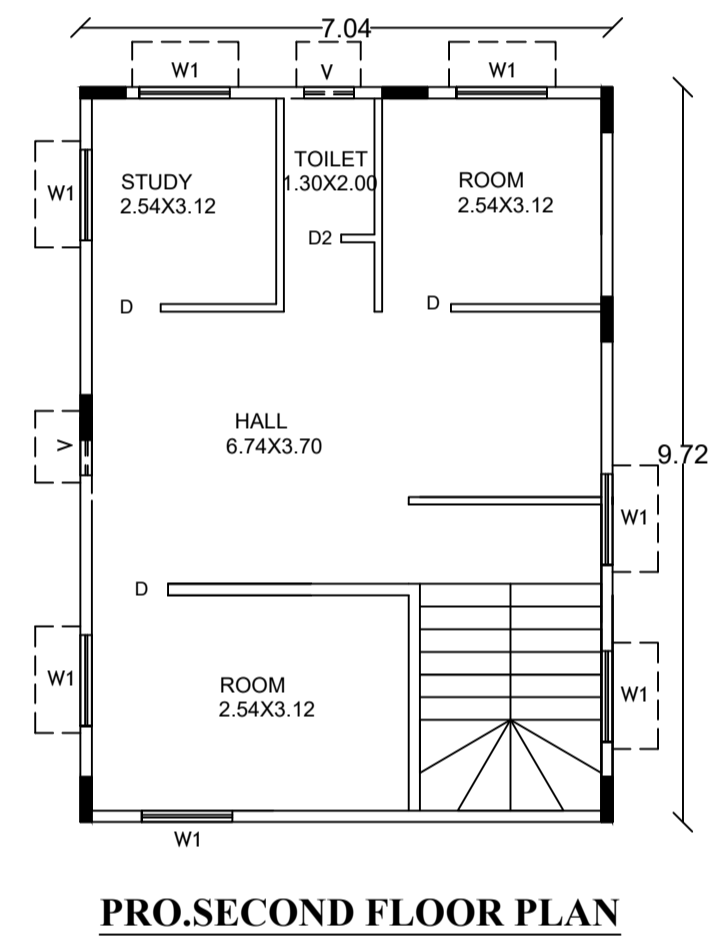 7.04
W1
V
W1
W1
STUDY
2.54X3.12
TOILET
1.30X2.00
ROOM
2.54X3.12
D2
D
D
HALL
6.74X3.70
V
9.72
W1
D
W1
ROOM
2.54X3.12
W1
W1
PRO.SECOND FLOOR PLAN